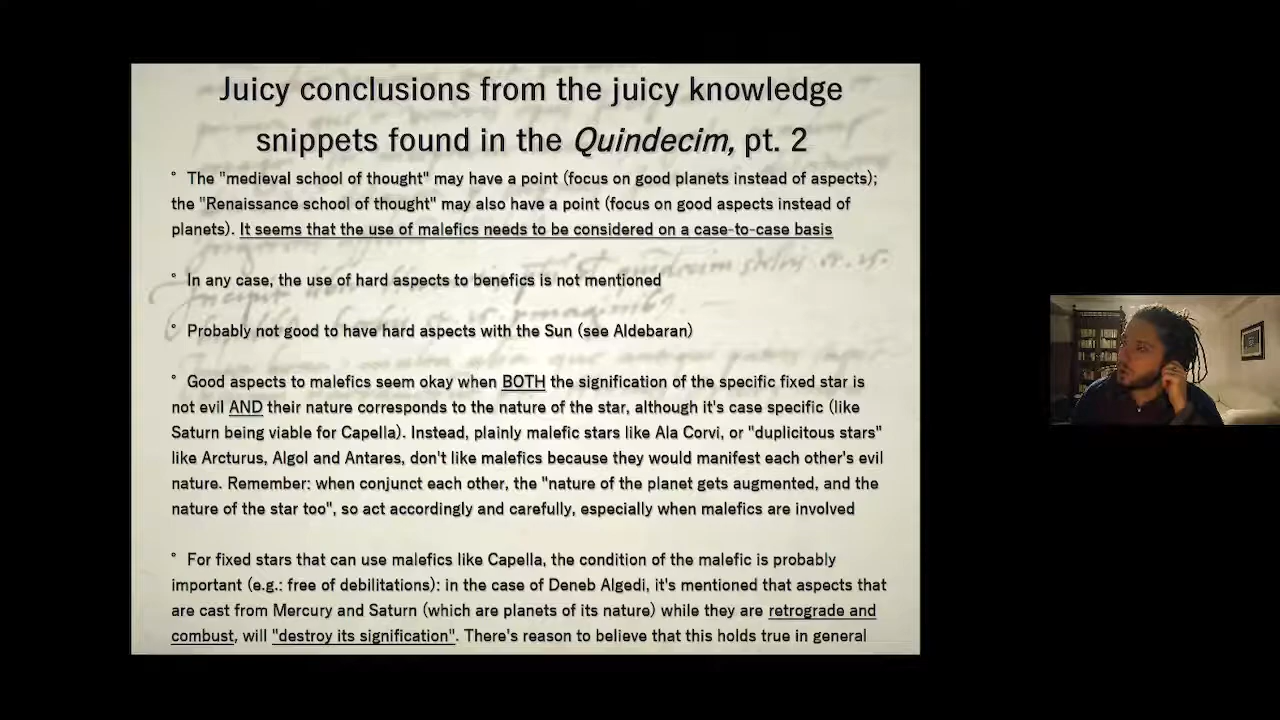 Juicy conclusions from the juicy knowledge
snippets found in the Quindecim, pt. 2
° The "medieval school of thought" may have a point (focus on good planets instead of aspects);
the "Renaissance school of thought" may also have a point (focus on good aspects instead of
planets). It seems that the use of malefics needs to be considered on a case-to-case basis
° In any case, the use of hard aspects to benefics is not mentioned
° Probably not good to have hard aspects with the Sun (see Aldebaran)
° Good aspects to malefics seem okay when BOTH the signification of the specific fixed star is
not evil AND their nature corresponds to the nature of the star, although it's case specific (like
Saturn being viable for Capella). Instead, plainly malefic stars like Ala Corvi, or "duplicitous stars"
like Arcturus, Algol and Antares, don't like malefics because they would manifest each other's evil
nature. Remember: when conjunct each other, the "nature of the planet gets augmented, and the
nature of the star too", so act accordingly and carefully, especially when malefics are involved
° For fixed stars that can use malefics like Capella, the condition of the malefic is probably
important (e.g.: free of debilitations): in the case of Deneb Algedi, it's mentioned that aspects that
are cast from Mercury and Saturn (which are planets of its nature) while they are retrograde and
combust, will "destroy its signification". There's reason to believe that this holds true in general